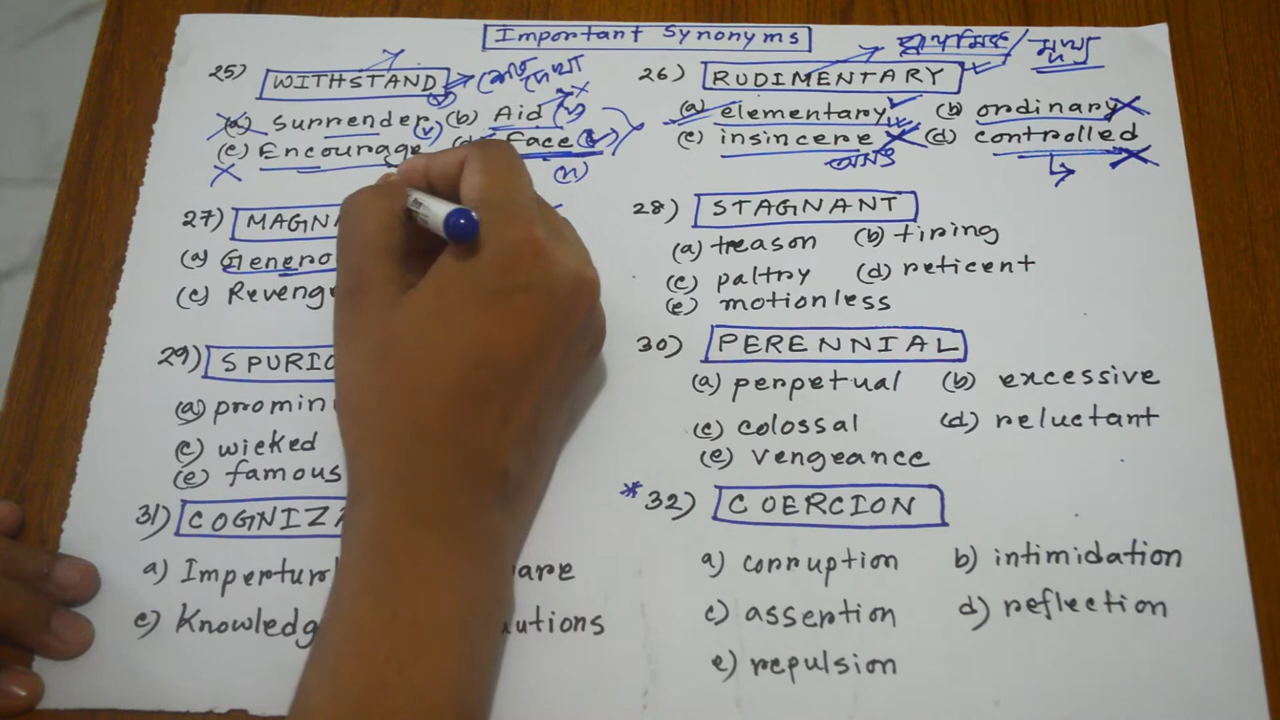 Important Synonyms
25) WITHSTAND
(a) Surrender (v) (b) Aid (v)
(c) Encourage Face (v)
(n)
26) RUDIMENTARY
প্রাথমিক / মুখ্য
(a) elementary (b) ordinary
(c) insincere (d) controlled
27) MAGN
(a) Genero
(c) Reveng
28) STAGNANT
(a) treason (b) tiring
(c) paltry (d) reticent
(e) motionless
29) SPURIO
(a) promin
(c) wicked
(e) famous
30) PERENNIAL
(a) perpetual (b) excessive
(c) colossal (d) reluctant
(e) vengeance
31) COGNIZ
a) Impertur are
c) Knowledg utions
*32) COERCION
a) corruption b) intimidation
c) assertion d) reflection
e) repulsion